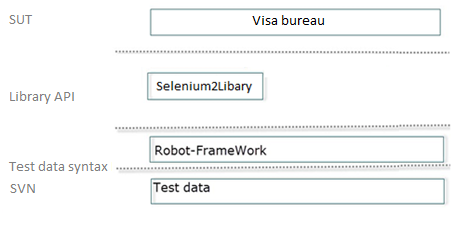 SUT
Visa bureau
Library API
Selenium2Libary
Robot-FrameWork
Test data syntax
SVN
Test data